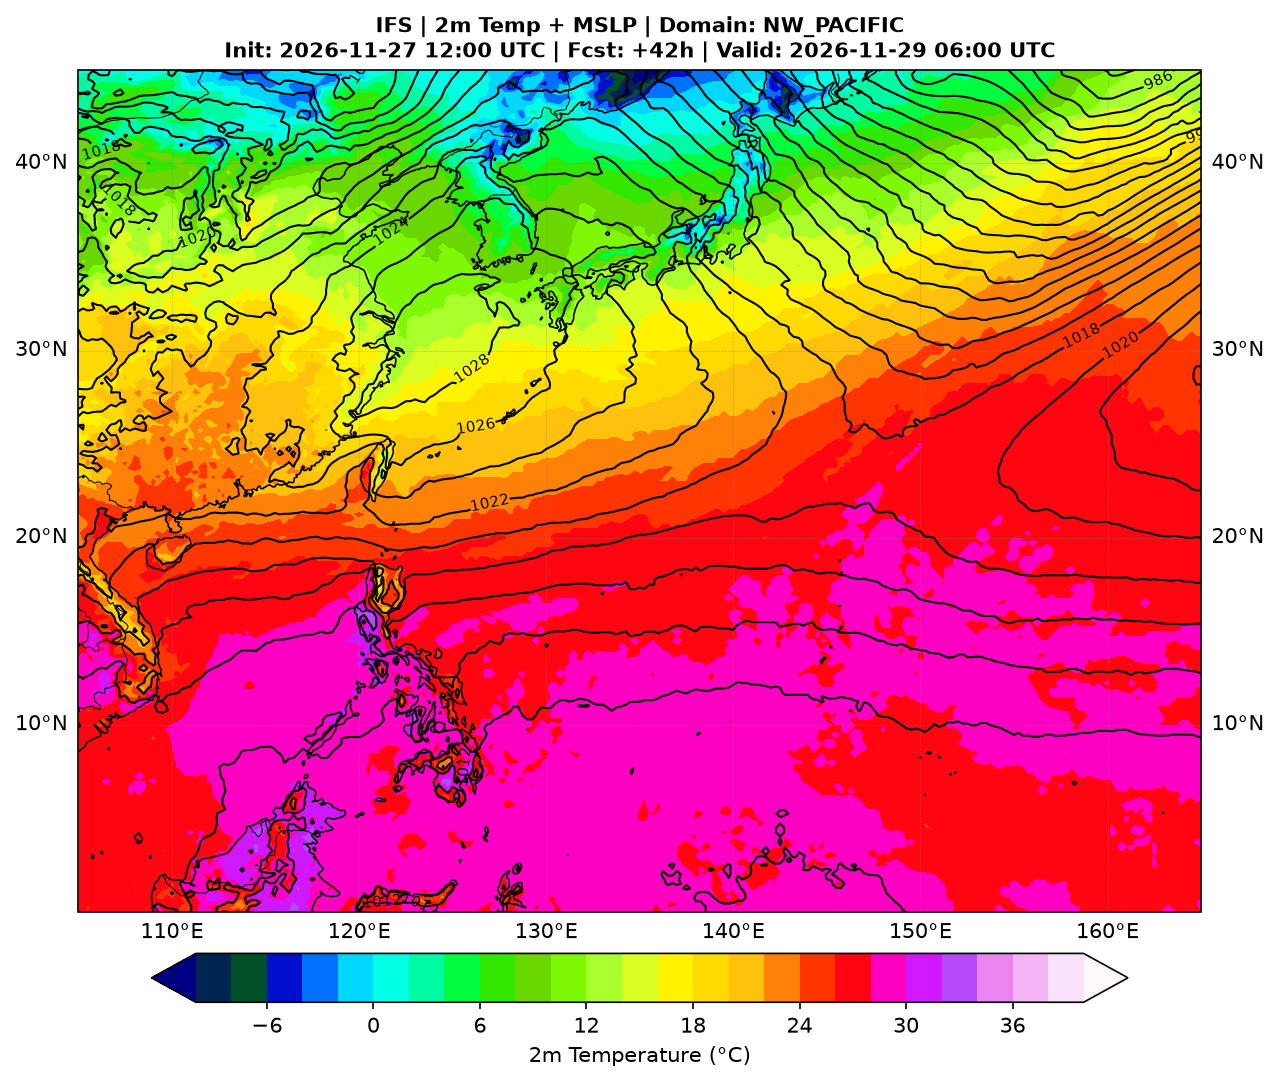 IFS | 2m Temp + MSLP | Domain: NW_PACIFIC
Init: 2026-11-27 12:00 UTC | Fcst: +42h | Valid: 2026-11-29 06:00 UTC
986
1018
40°N
40°N
1018
1020
1024
1018
1020
30°N
30°N
1028
1026
1022
20°N
20°N
10°N
10°N
110°E
120°E
130°E
140°E
150°E
160°E
−6
0
6
12
18
24
30
36
2m Temperature (°C)